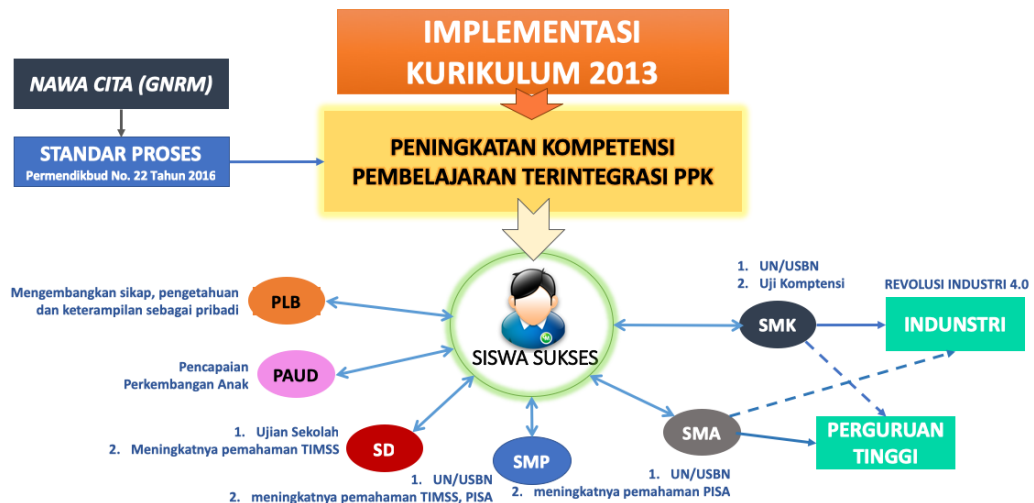 IMPLEMENTASI
KURIKULUM 2013
NAWA CITA (GNRM)
STANDAR PROSES
Permendikbud No. 22 Tahun 2016
PENINGKATAN KOMPETENSI
PEMBELAJARAN TERINTEGRASI PPK
Mengembangkan sikap, pengetahuan
dan keterampilan sebagai pribadi
PLB
Pencapaian
Perkembangan Anak
PAUD
1. Ujian Sekolah
2. Meningkatnya pemahaman TIMSS
SD
SISWA SUKSES
1. UN/USBN
2. meningkatnya pemahaman TIMSS, PISA
SMP
1. UN/USBN
2. meningkatnya pemahaman PISA
SMA
1. UN/USBN
2. Uji Komptensi
SMK
REVOLUSI INDUSTRI 4.0
INDUNSTRI
PERGURUAN
TINGGI